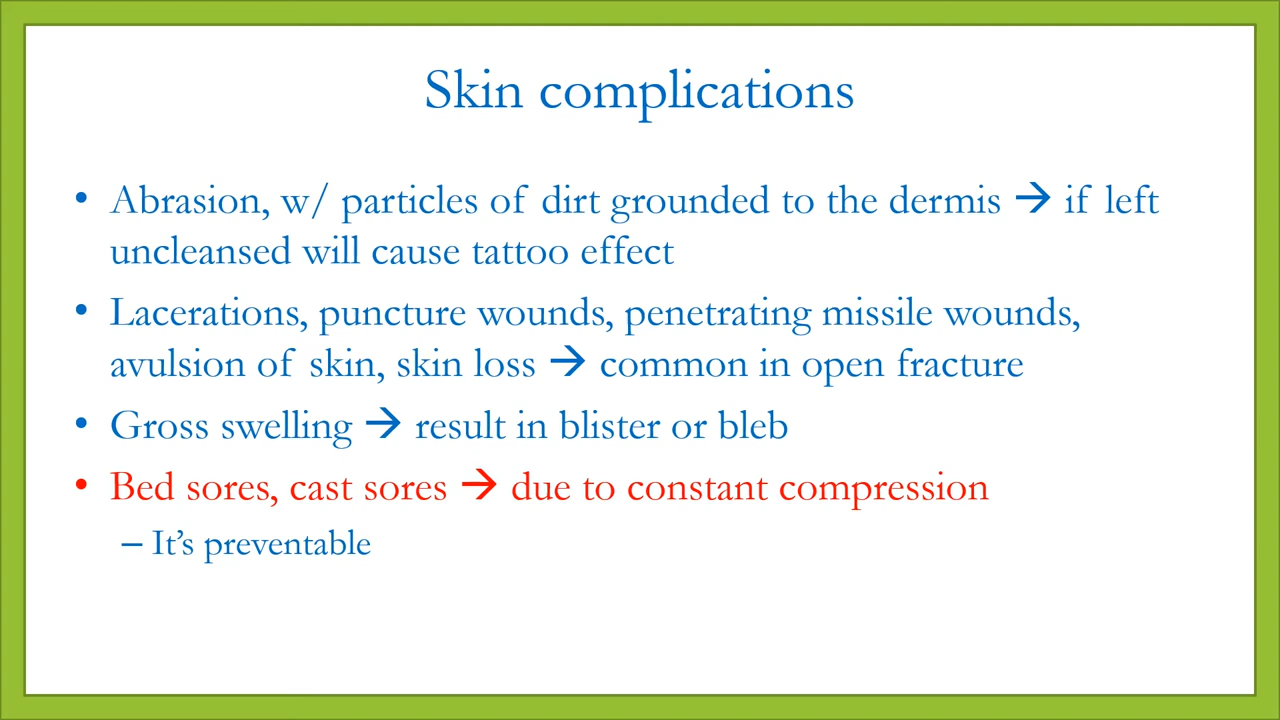 Skin complications
• Abrasion, w/ particles of dirt grounded to the dermis → if left
uncleansed will cause tattoo effect
• Lacerations, puncture wounds, penetrating missile wounds,
avulsion of skin, skin loss → common in open fracture
• Gross swelling → result in blister or bleb
• Bed sores, cast sores → due to constant compression
– It’s preventable